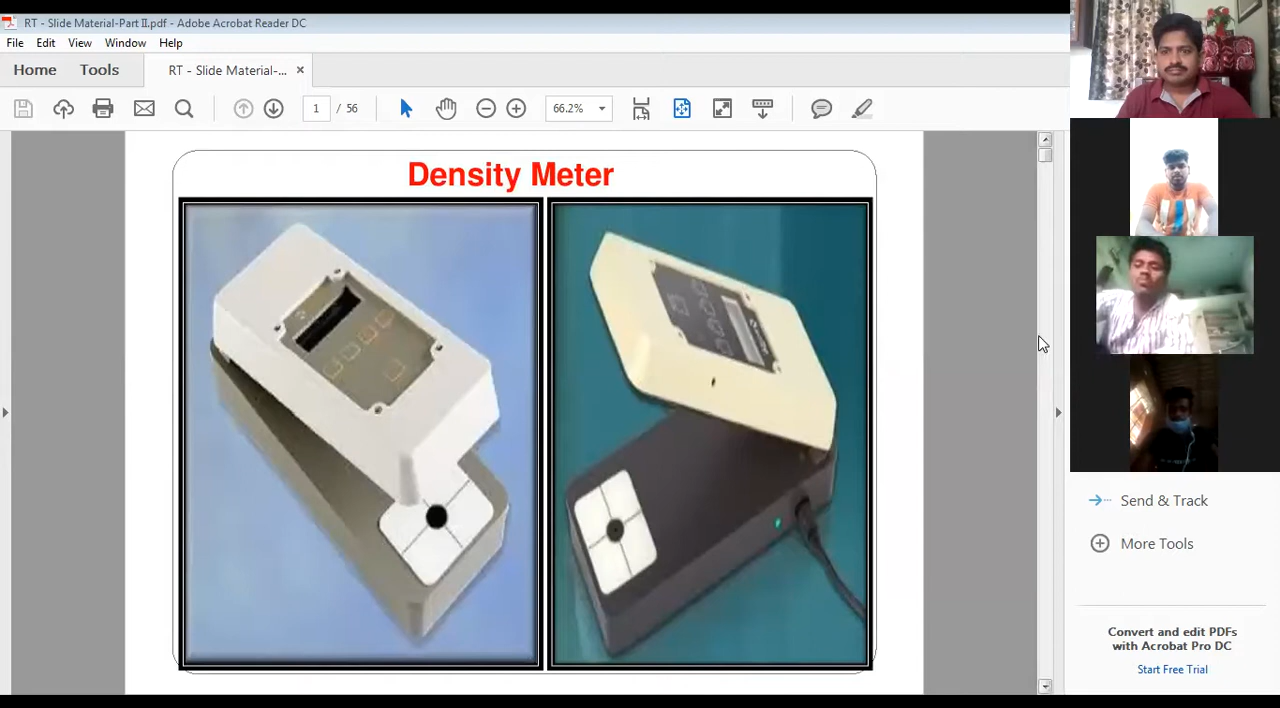 RT - Slide Material-Part II.pdf - Adobe Acrobat Reader DC
File Edit View Window Help
Home Tools RT - Slide Material-... ×
1 / 56 66.2%
Density Meter
Send & Track
More Tools
Convert and edit PDFs
with Acrobat Pro DC
Start Free Trial